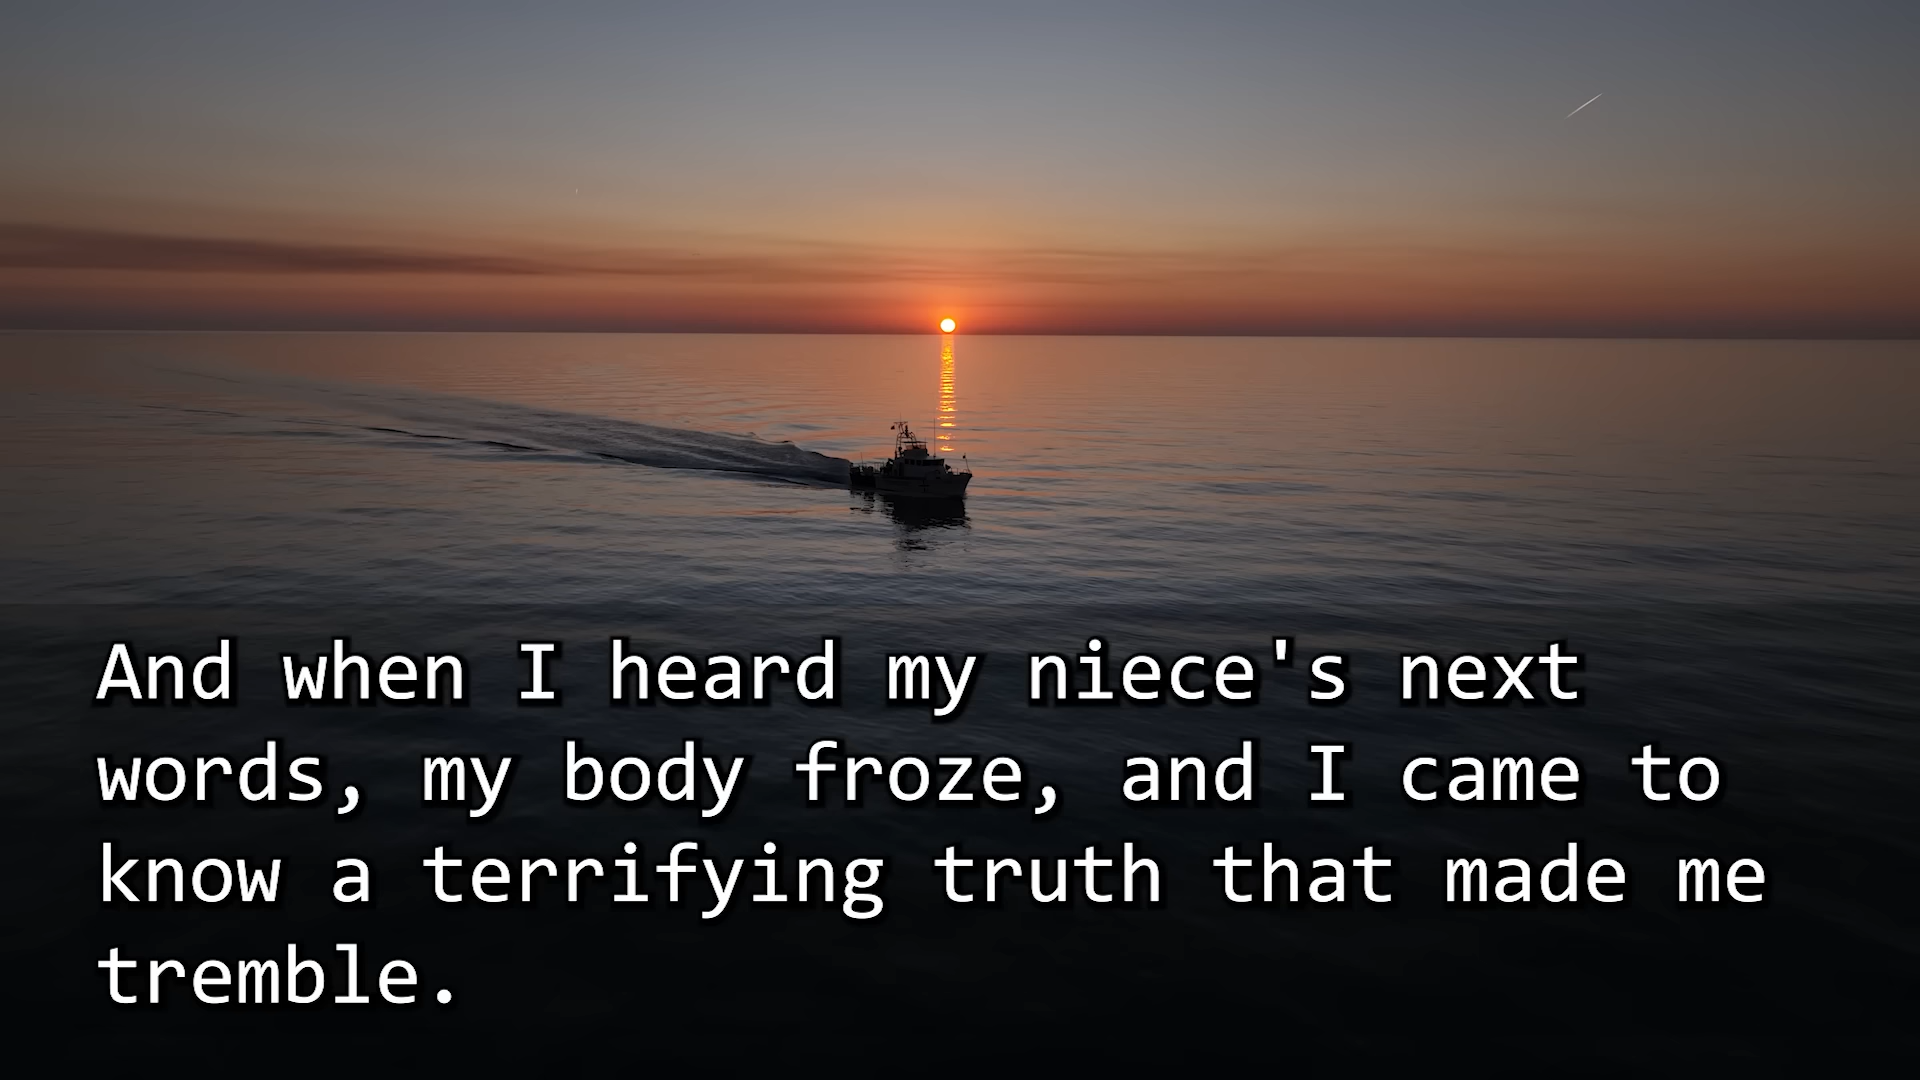 And when I heard my niece's next
words, my body froze, and I came to
know a terrifying truth that made me
tremble.